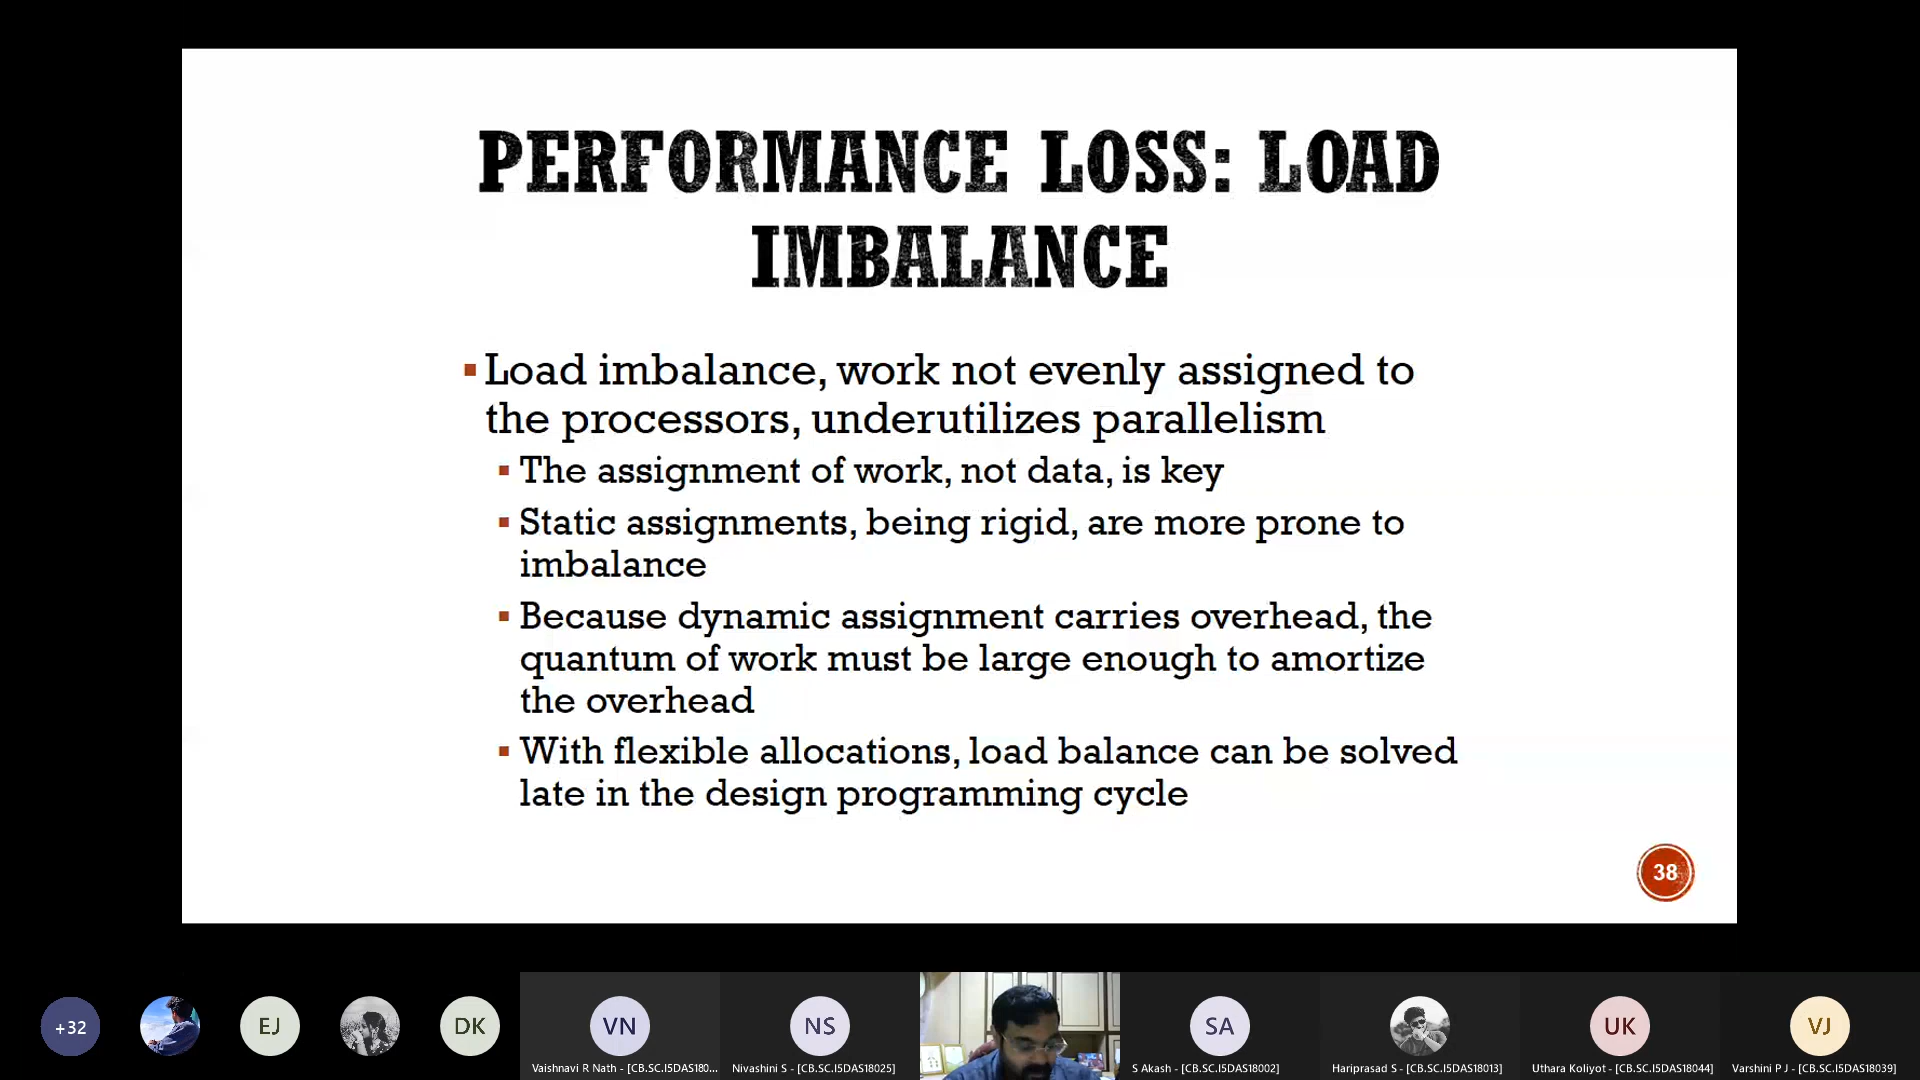 PERFORMANCE LOSS: LOAD
IMBALANCE
▪ Load imbalance, work not evenly assigned to
the processors, underutilizes parallelism
▪ The assignment of work, not data, is key
▪ Static assignments, being rigid, are more prone to
imbalance
▪ Because dynamic assignment carries overhead, the
quantum of work must be large enough to amortize
the overhead
▪ With flexible allocations, load balance can be solved
late in the design programming cycle
38
+32
EJ
DK
VN
NS
SA
UK
VJ
Vaishnavi R Nath - [CB.SC.I5DAS180...
Nivashini S - [CB.SC.I5DAS18025]
S Akash - [CB.SC.I5DAS18002]
Hariprasad S - [CB.SC.I5DAS18013]
Uthara Koliyot - [CB.SC.I5DAS18044]
Varshini P J - [CB.SC.I5DAS18039]